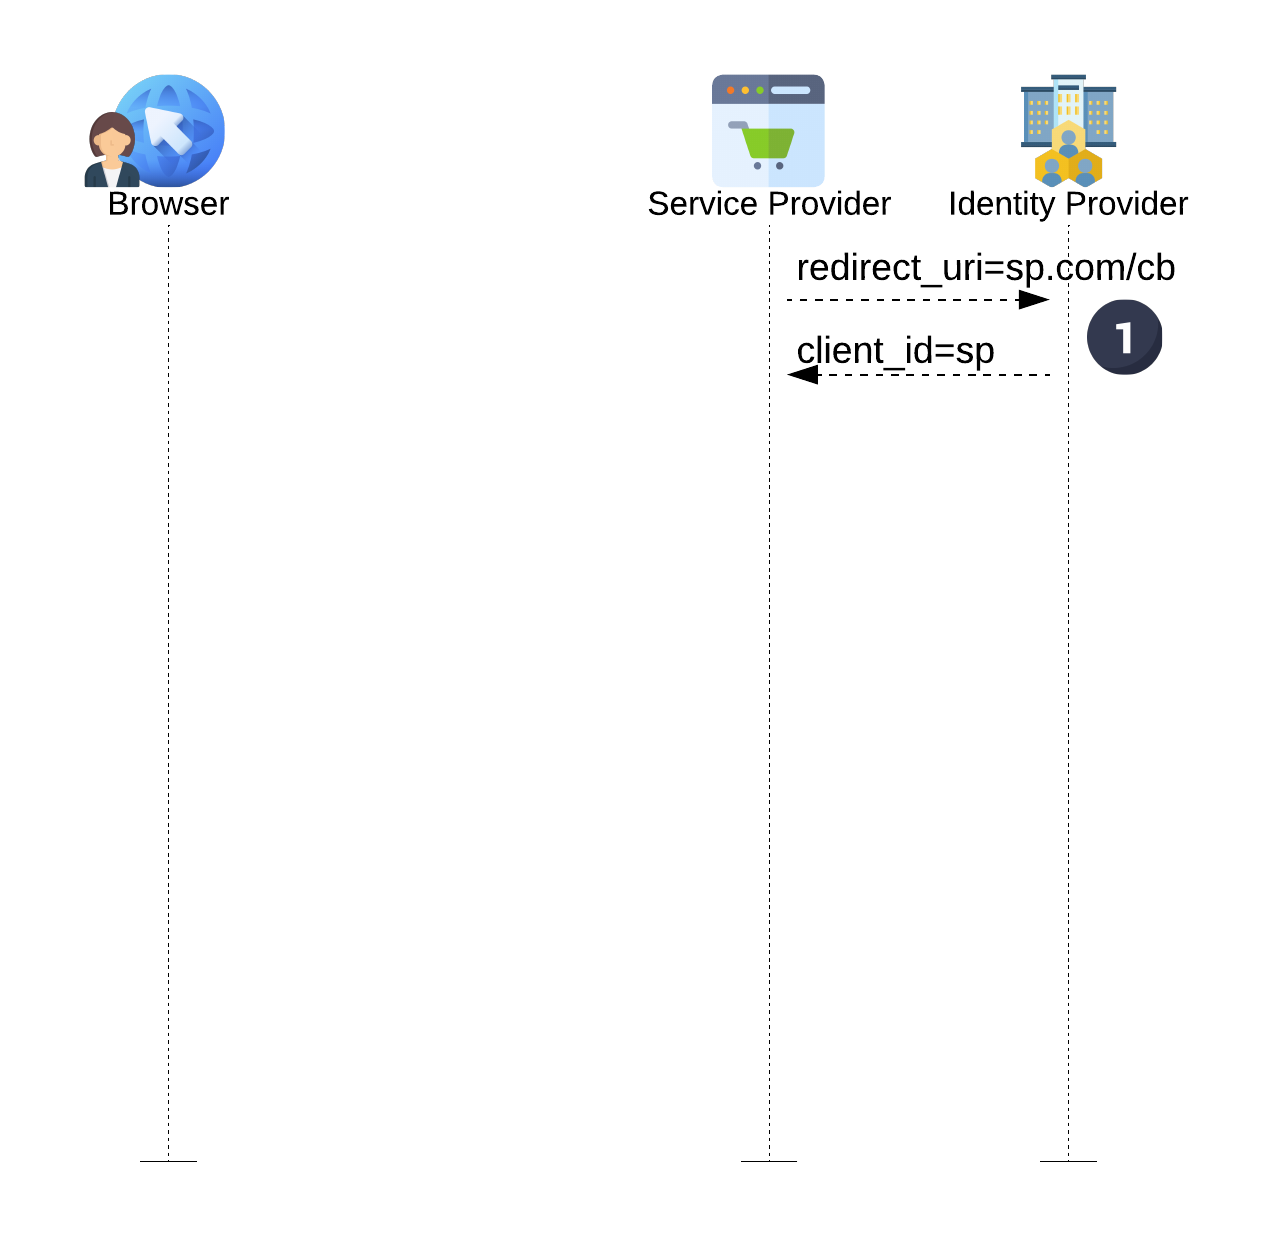 Browser
Service Provider
Identity Provider
redirect_uri=sp.com/cb
1
client_id=sp